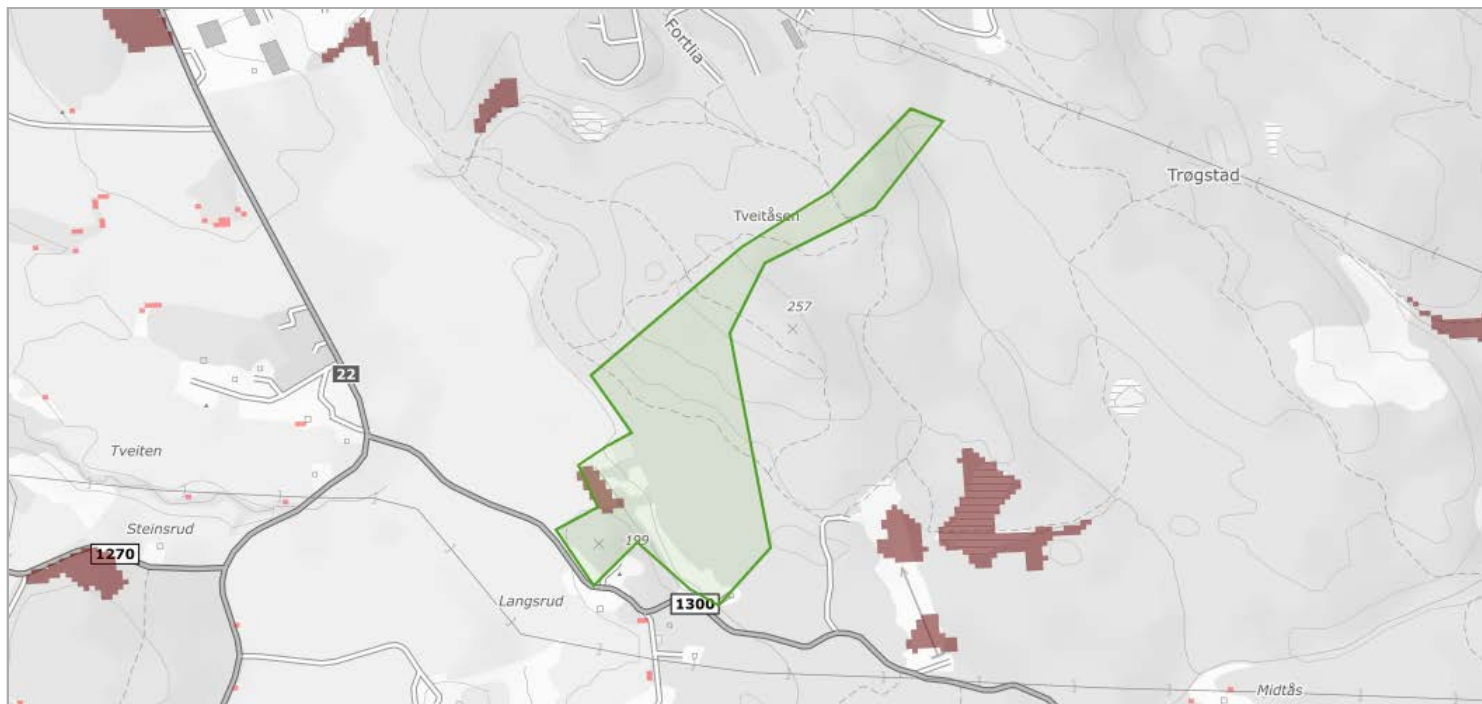 Fortlia
Trøgstad
Tveitåsen
257
22
Tveiten
Steinsrud
199
1270
Langsrud
1300
Midtås